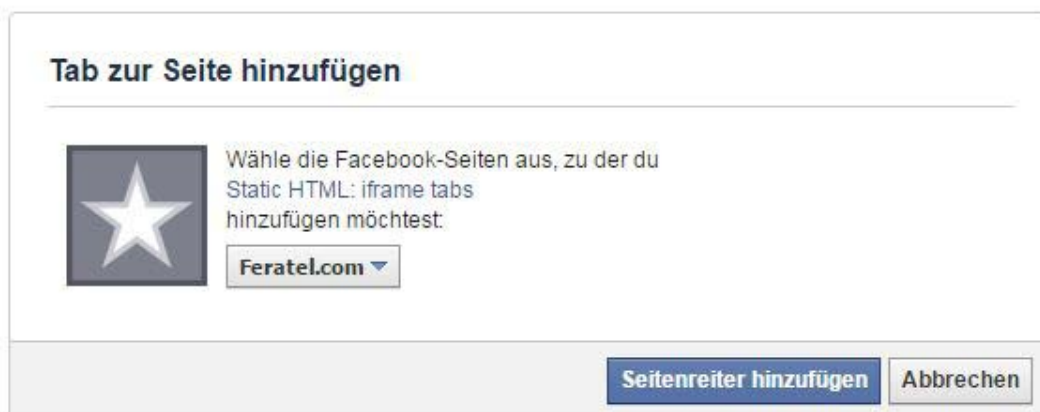 Tab zur Seite hinzufügen
Wähle die Facebook-Seiten aus, zu der du
Static HTML: iframe tabs
hinzufügen möchtest:
Feratel.com
Seitenreiter hinzufügen
Abbrechen